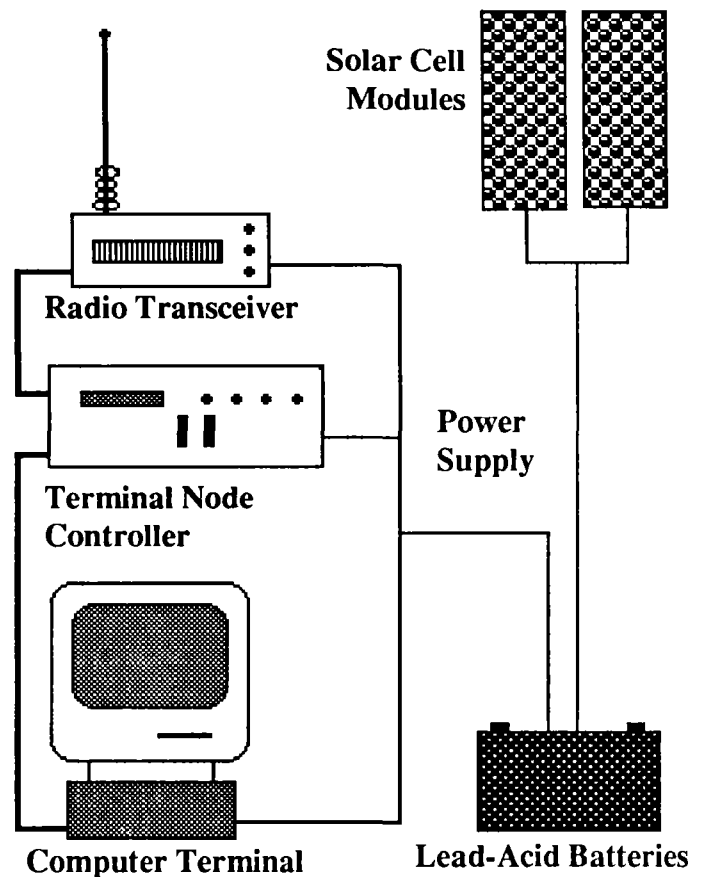 Solar Cell
Modules
Radio Transceiver
Power
Supply
Terminal Node
Controller
Computer Terminal
Lead-Acid Batteries